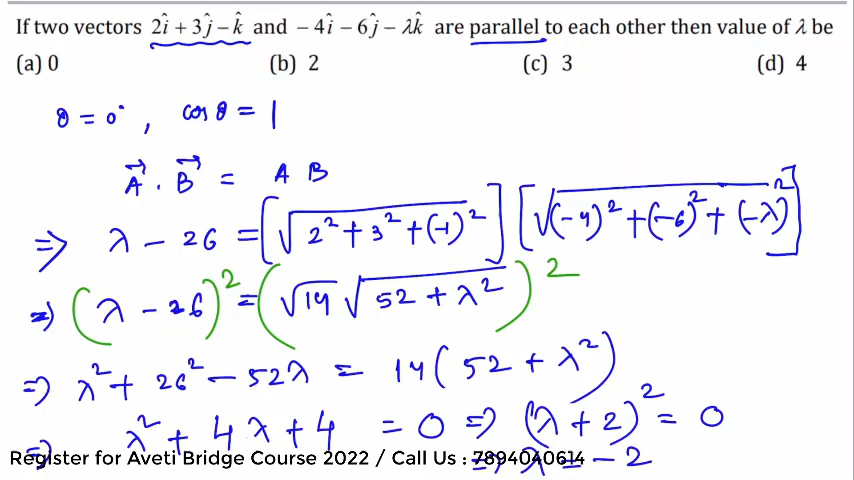 If two vectors 2î + 3ĵ − k̂ and − 4î − 6ĵ − λk̂ are parallel to each other then value of λ be
(a) 0 (b) 2 (c) 3 (d) 4
θ = 0° , cos θ = 1
A⃗ . B⃗ = A B
⇒ λ − 26 = [√(2² + 3² + (−1)²)] [√((−4)² + (−6)² + (−λ)²)]
⇒ (λ − 26)² = (√14 √(52 + λ²))²
⇒ λ² + 26² − 52λ = 14(52 + λ²)
⇒ λ² + 4λ + 4 = 0 ⇒ (λ + 2)² = 0
Register for Aveti Bridge Course 2022 / Call Us : 7894040614
⇒ λ = − 2